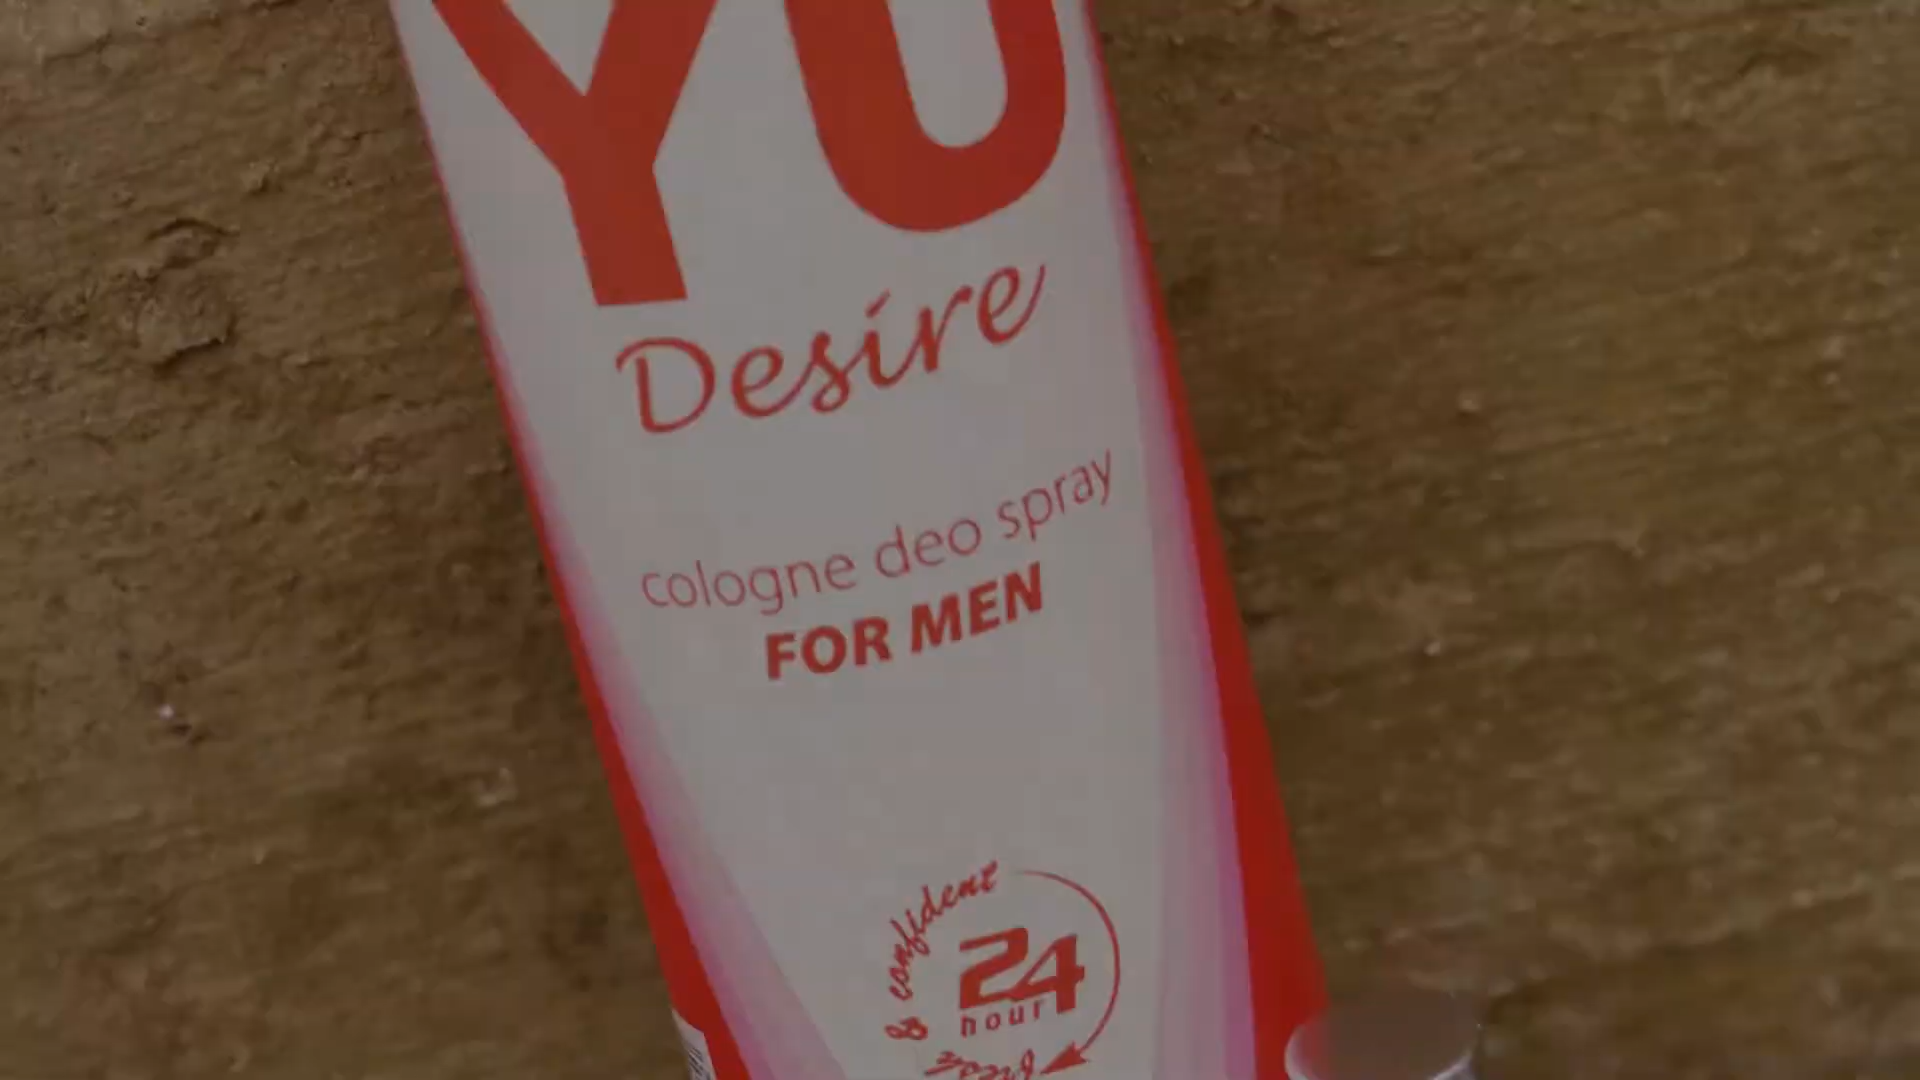 YU
Desire
cologne deo spray
FOR MEN
& confident
24
hour